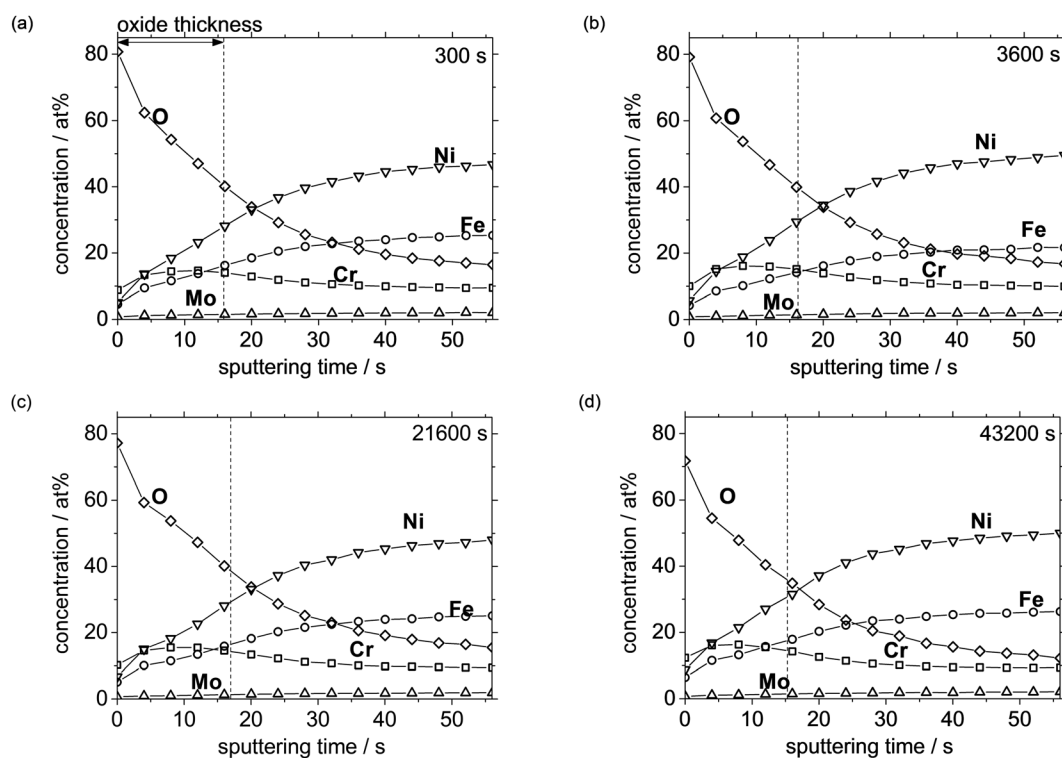 (a)
oxide thickness
300 s
80
60
40
20
0
concentration / at%
O
Ni
Fe
Cr
Mo
0 10 20 30 40 50
sputtering time / s
(b)
3600 s
80
60
40
20
0
concentration / at%
O
Ni
Fe
Cr
Mo
0 10 20 30 40 50
sputtering time / s
(c)
21600 s
80
60
40
20
0
concentration / at%
O
Ni
Fe
Cr
Mo
0 10 20 30 40 50
sputtering time / s
(d)
43200 s
80
60
40
20
0
concentration / at%
O
Ni
Fe
Cr
Mo
0 10 20 30 40 50
sputtering time / s